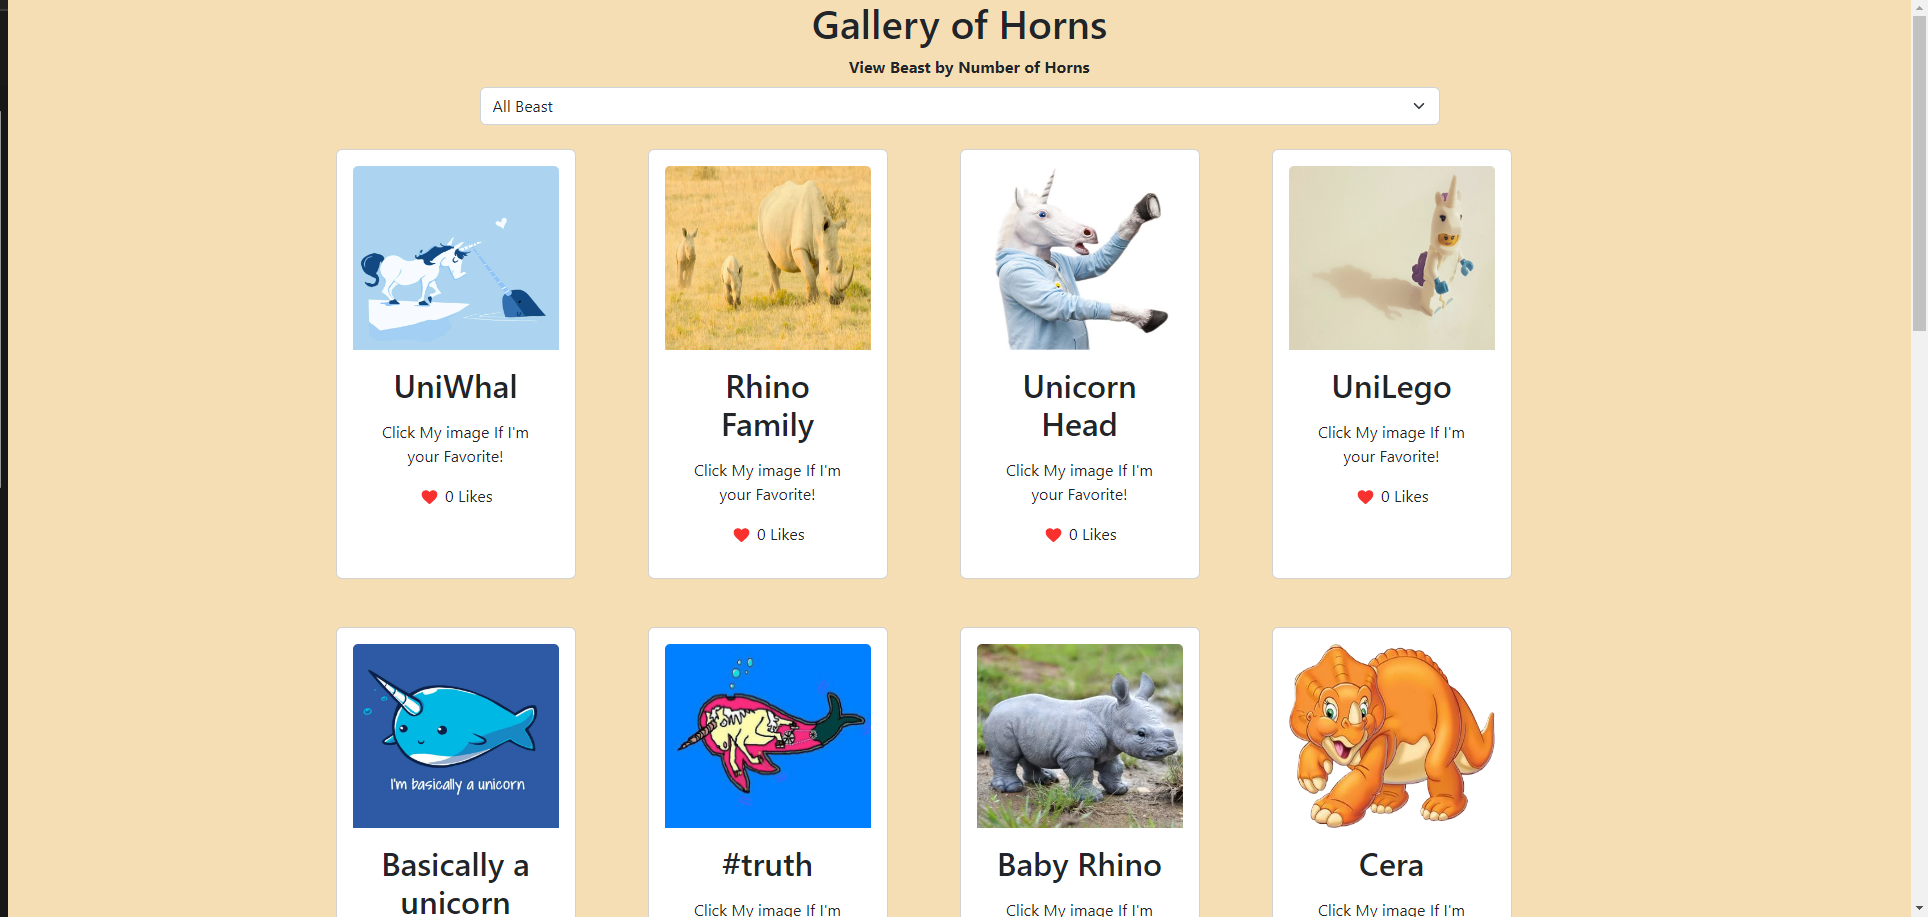 Gallery of Horns
View Beast by Number of Horns
All Beast
UniWhal
Click My image If I'm
your Favorite!
0 Likes
Rhino
Family
Click My image If I'm
your Favorite!
0 Likes
Unicorn
Head
Click My image If I'm
your Favorite!
0 Likes
UniLego
Click My image If I'm
your Favorite!
0 Likes
I'm basically a unicorn
Basically a
unicorn
#truth
Click My image If I'm
Baby Rhino
Click My image If I'm
Cera
Click My image If I'm